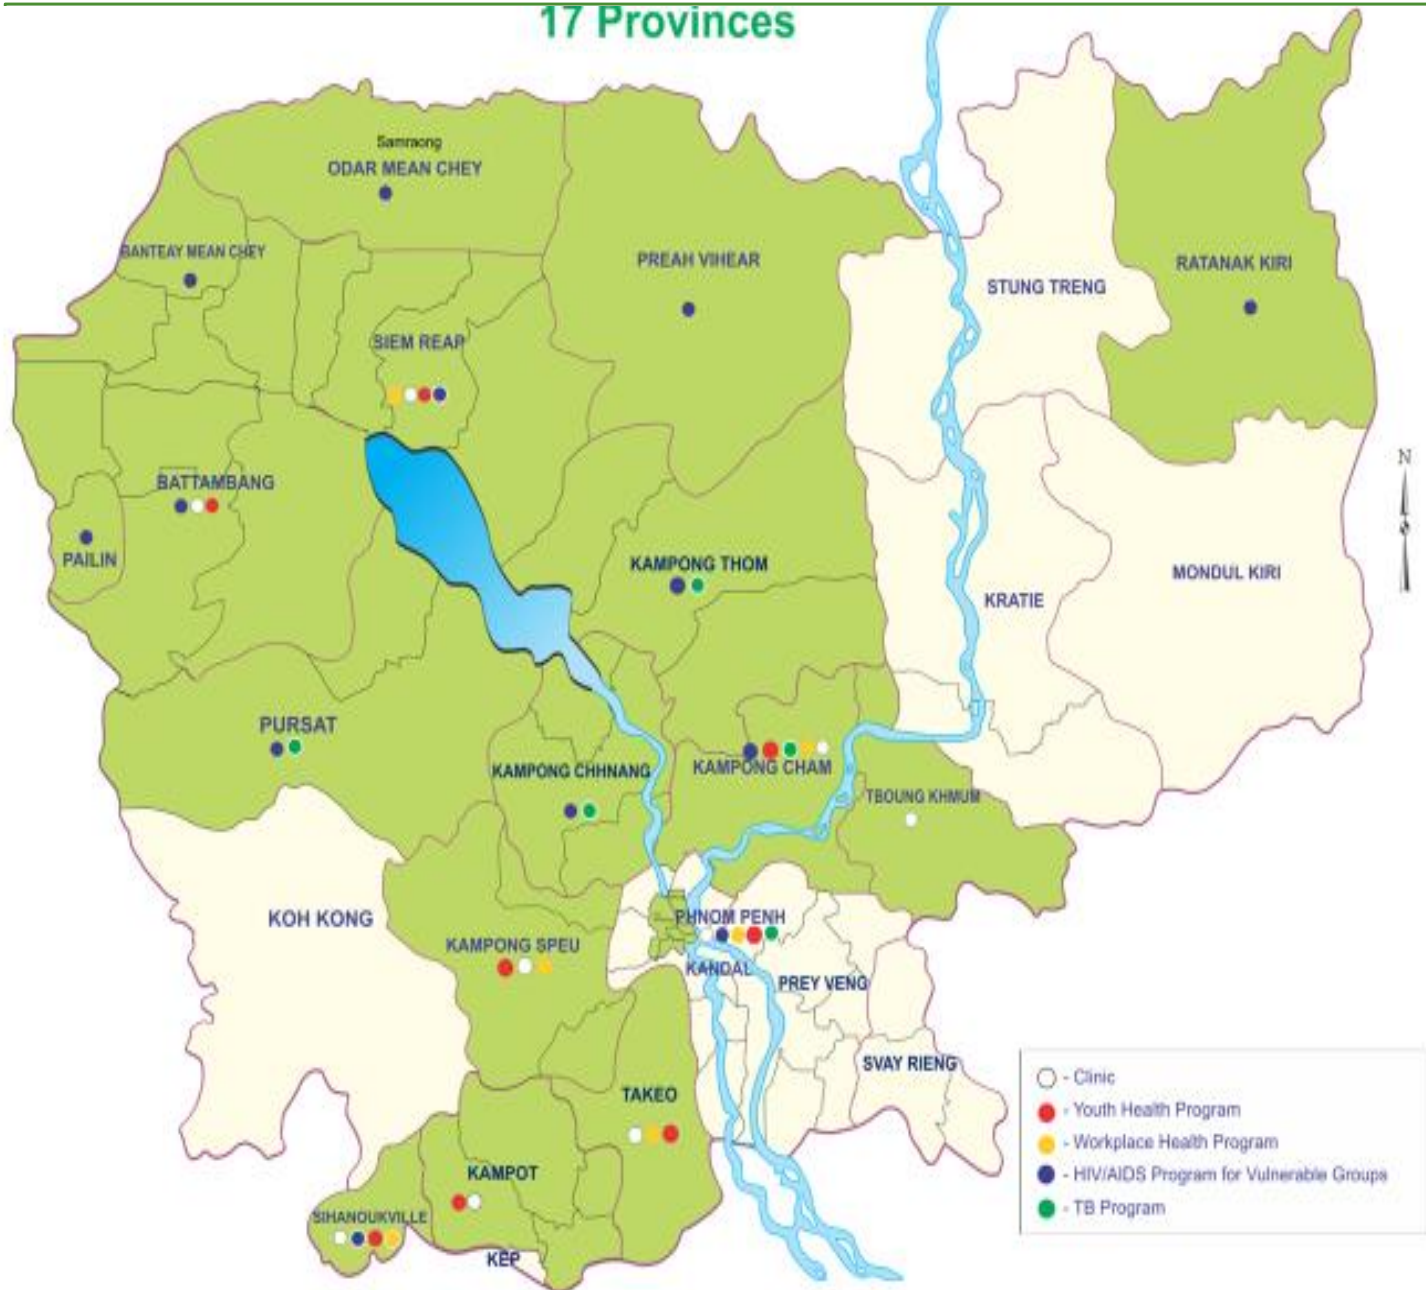 17 Provinces
Samraong
ODAR MEAN CHEY
BANTEAY MEAN CHEY
PREAH VIHEAR
RATANAK KIRI
STUNG TRENG
SIEM REAP
N
BATTAMBANG
PAILIN
KAMPONG THOM
MONDUL KIRI
KRATIE
PURSAT
KAMPONG CHHNANG
KAMPONG CHAM
TBOUNG KHMUM
KOH KONG
PHNOM PENH
KAMPONG SPEU
KANDAL
PREY VENG
SVAY RIENG
TAKEO
KAMPOT
SIHANOUKVILLE
KEP
- Clinic
- Youth Health Program
- Workplace Health Program
- HIV/AIDS Program for Vulnerable Groups
- TB Program